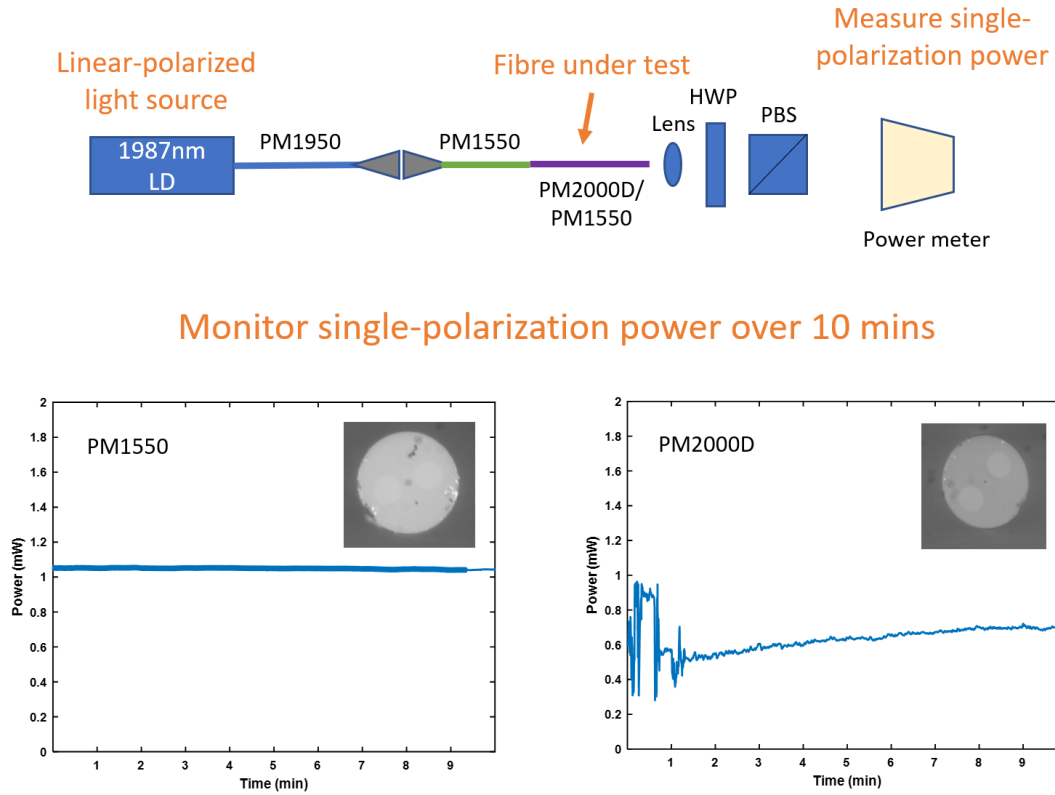 Measure single-
polarization power
Linear-polarized
light source
Fibre under test
HWP
PBS
Lens
PM1950
PM1550
1987nm
LD
PM2000D/
PM1550
Power meter
Monitor single-polarization power over 10 mins
PM1550
2
1.8
1.6
1.4
1.2
1
0.8
0.6
0.4
0.2
0
Power (mW)
1 2 3 4 5 6 7 8 9
Time (min)
PM2000D
2
1.8
1.6
1.4
1.2
1
0.8
0.6
0.4
0.2
0
Power (mW)
1 2 3 4 5 6 7 8 9
Time (min)